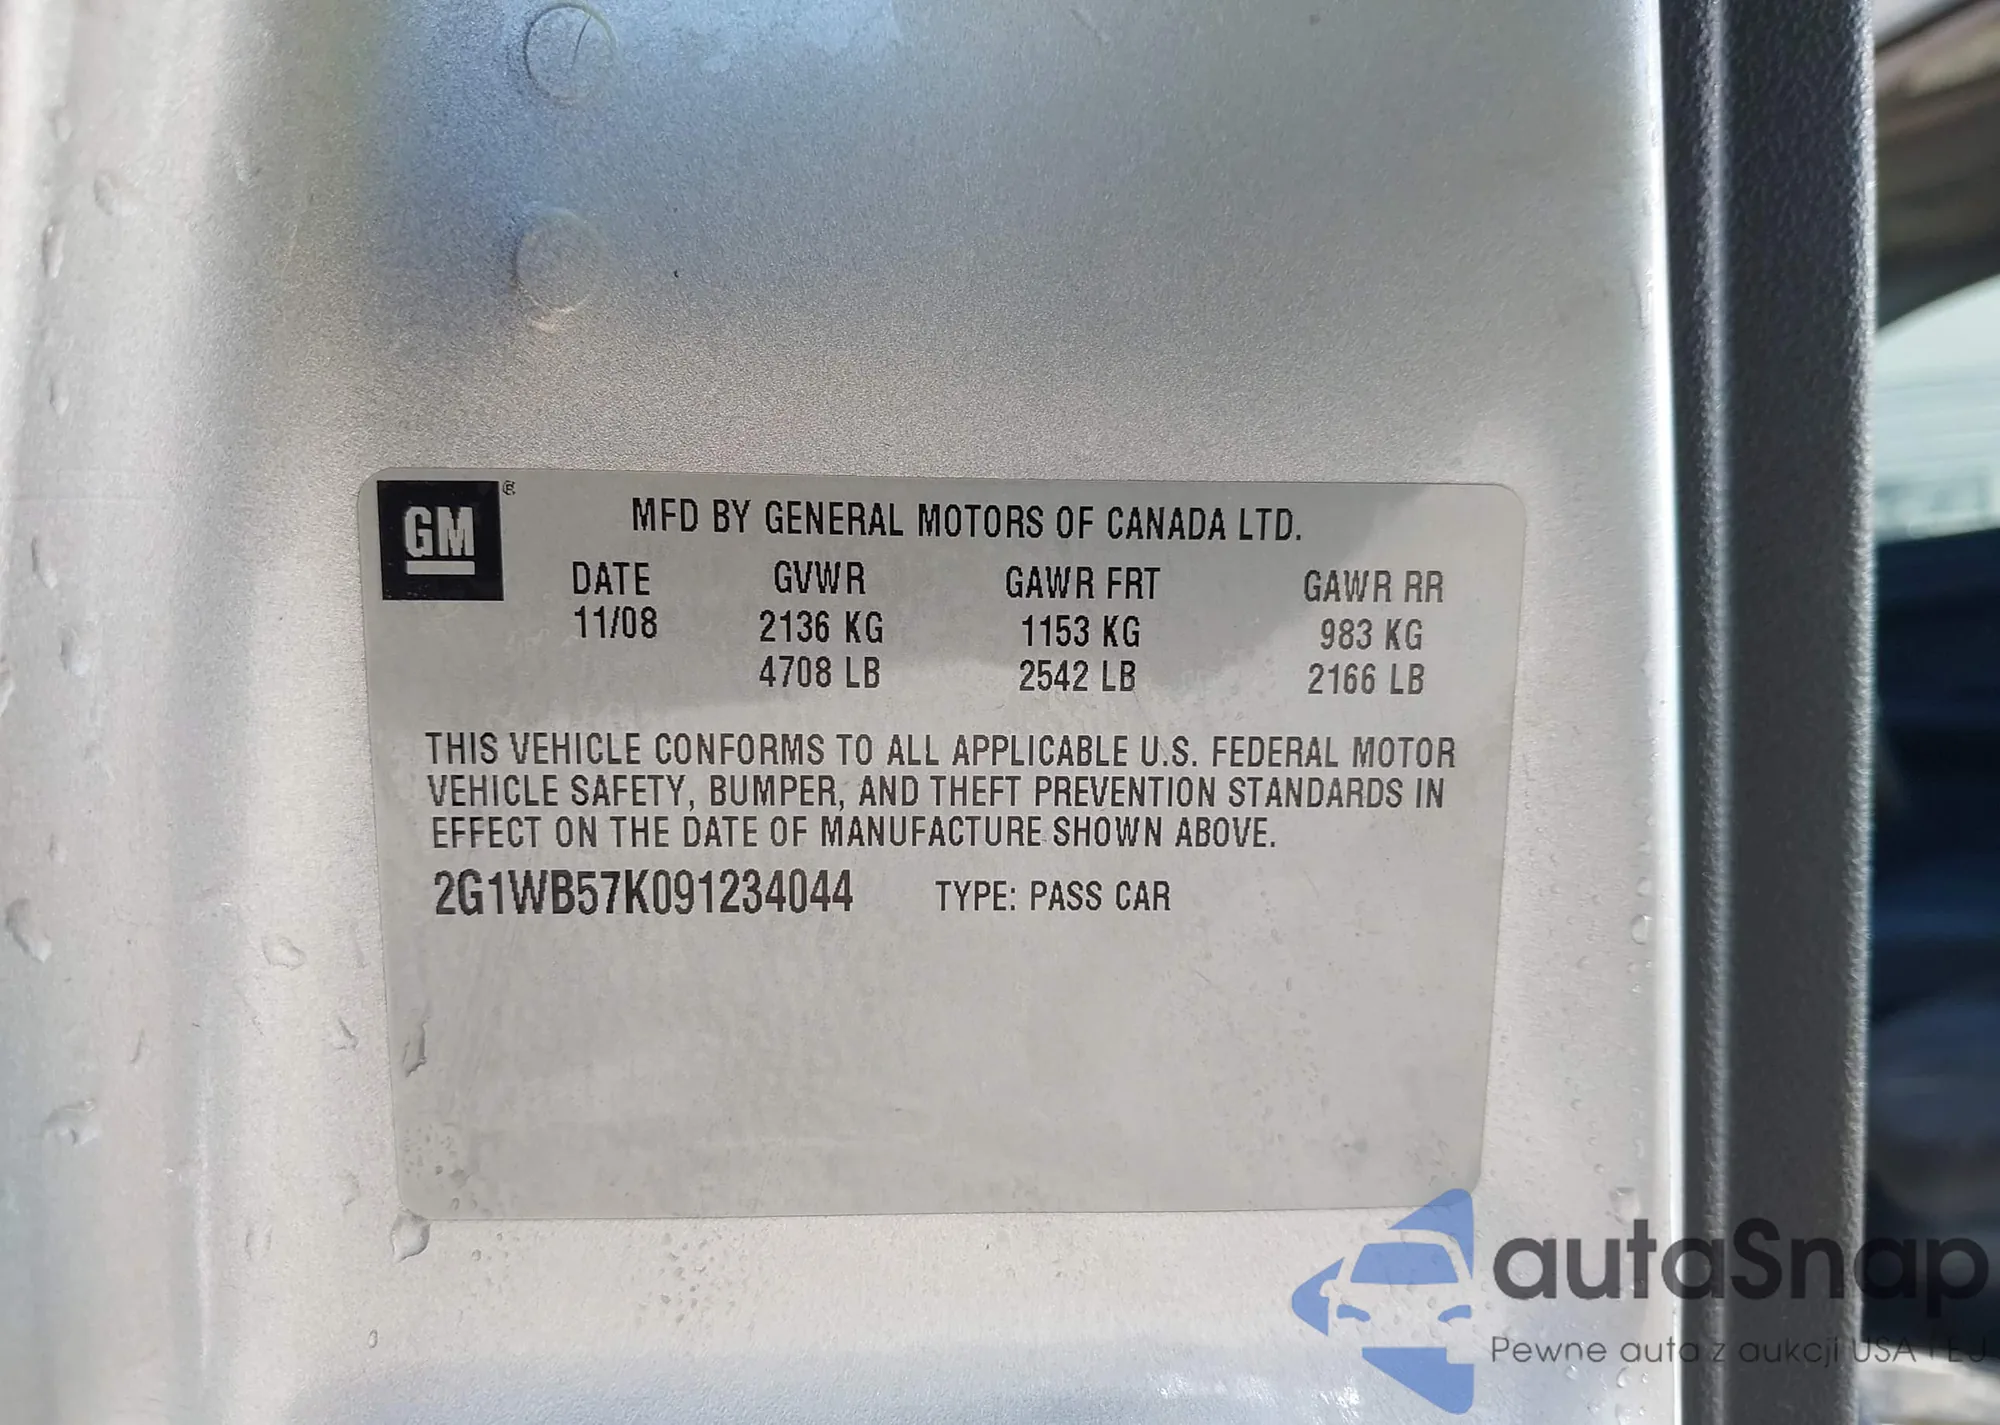 GM ®
MFD BY GENERAL MOTORS OF CANADA LTD.
DATE GVWR GAWR FRT GAWR RR
11/08 2136 KG 1153 KG 983 KG
4708 LB 2542 LB 2166 LB
THIS VEHICLE CONFORMS TO ALL APPLICABLE U.S. FEDERAL MOTOR
VEHICLE SAFETY, BUMPER, AND THEFT PREVENTION STANDARDS IN
EFFECT ON THE DATE OF MANUFACTURE SHOWN ABOVE.
2G1WB57K091234044 TYPE: PASS CAR
autaSnap
Pewne auta z aukcji USA i EU